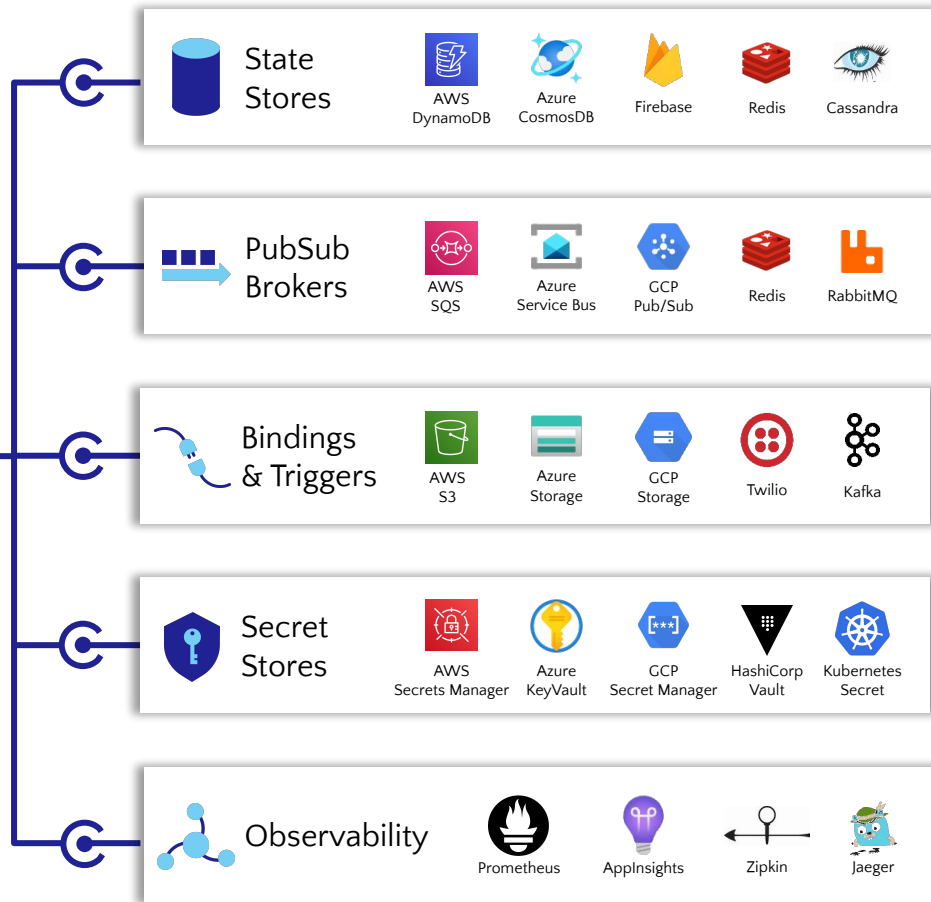 State
Stores
AWS
DynamoDB
Azure
CosmosDB
Firebase
Redis
Cassandra
PubSub
Brokers
AWS
SQS
Azure
Service Bus
GCP
Pub/Sub
Redis
RabbitMQ
Bindings
& Triggers
AWS
S3
Azure
Storage
GCP
Storage
Twilio
Kafka
Secret
Stores
[***]
AWS
Secrets Manager
Azure
KeyVault
GCP
Secret Manager
HashiCorp
Vault
Kubernetes
Secret
Observability
Prometheus
AppInsights
Zipkin
Jaeger